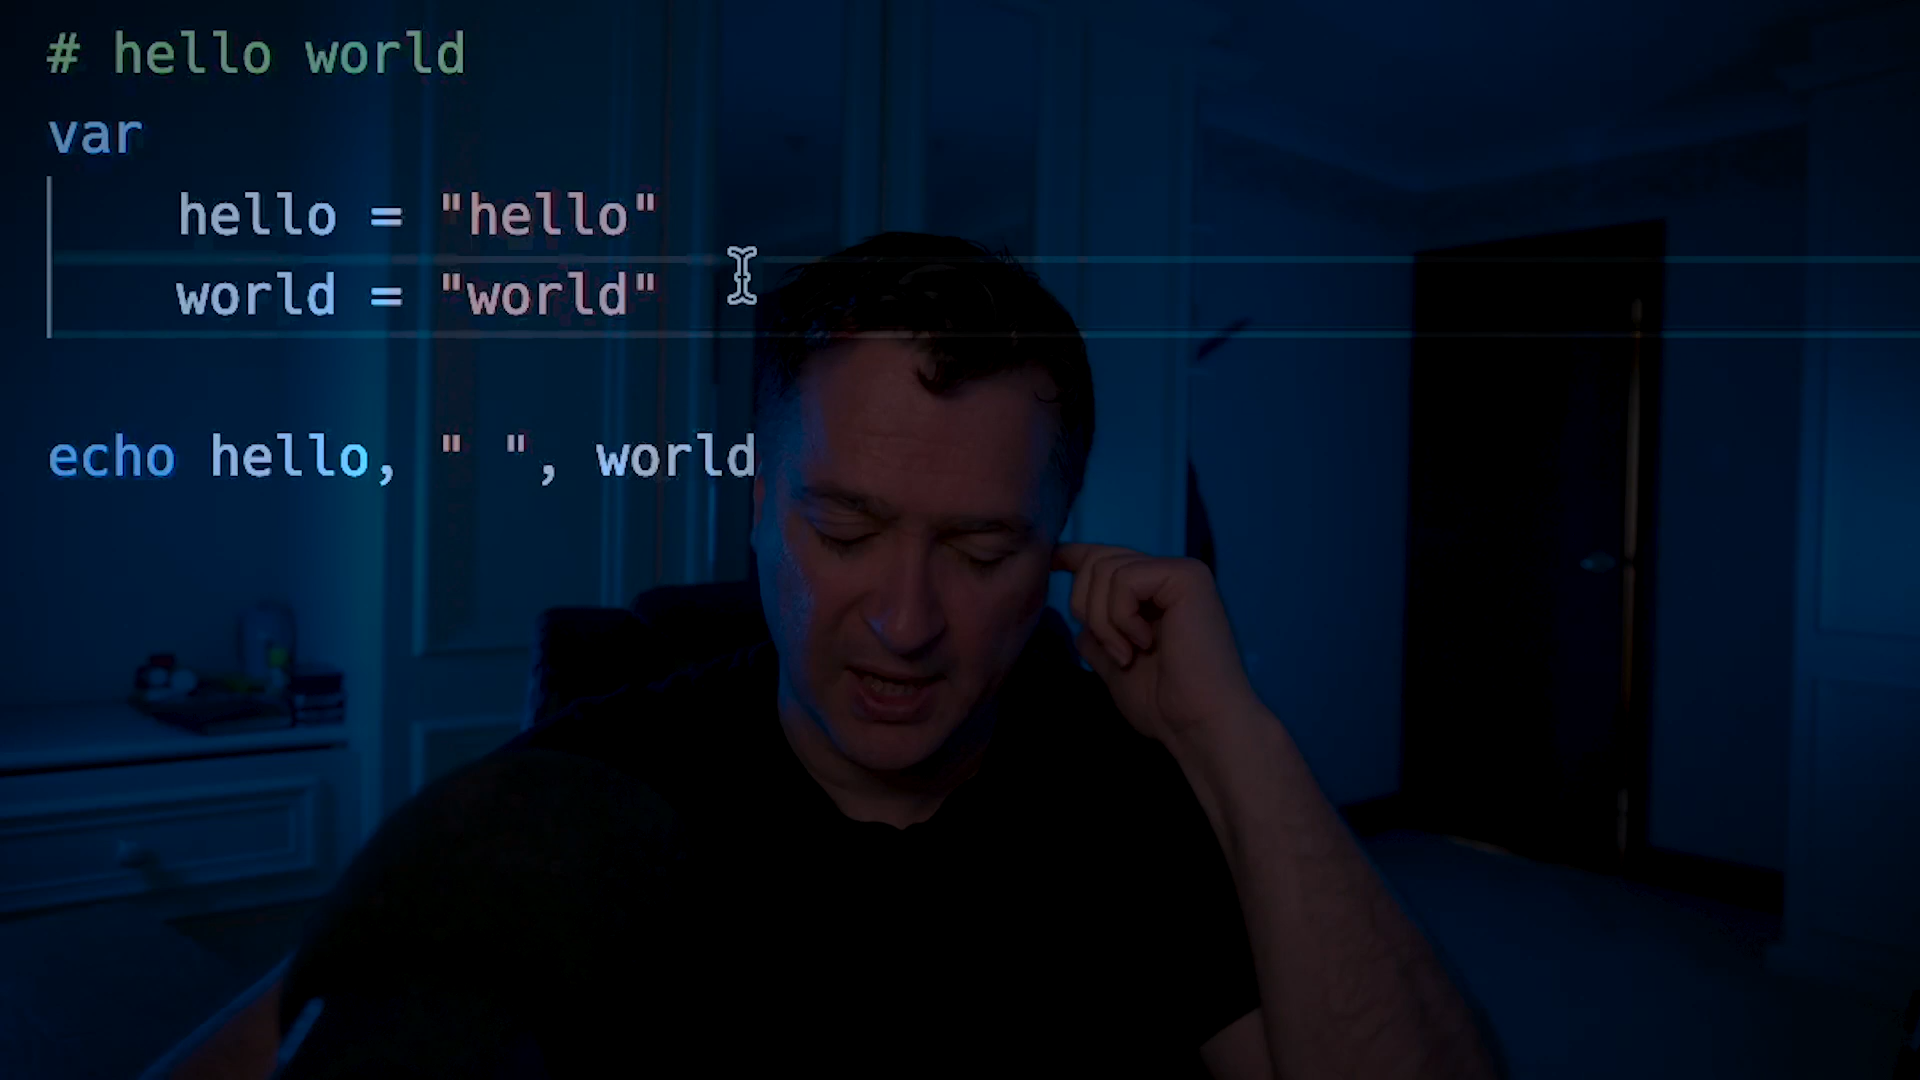 # hello world
var
hello = "hello"
world = "world"
echo hello, " ", world